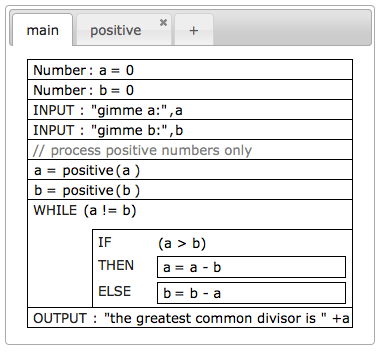 main positive × +
Number: a = 0
Number: b = 0
INPUT : "gimme a:",a
INPUT : "gimme b:",b
// process positive numbers only
a = positive(a )
b = positive(b )
WHILE (a != b)
IF (a > b)
THEN a = a - b
ELSE b = b - a
OUTPUT : "the greatest common divisor is " +a